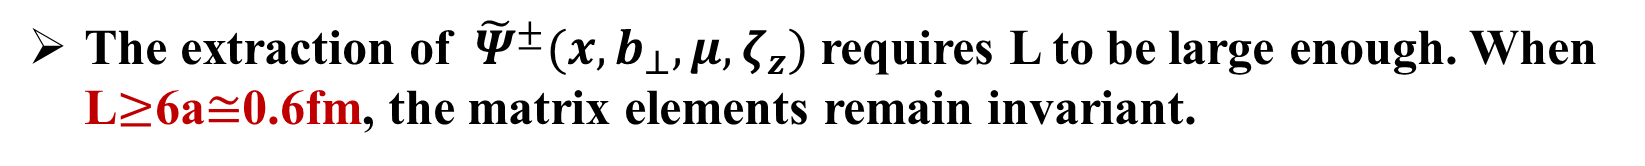 ➢ The extraction of Ψ̃±(x, b⊥, μ, ζz) requires L to be large enough. When
L≥6a≅0.6fm, the matrix elements remain invariant.